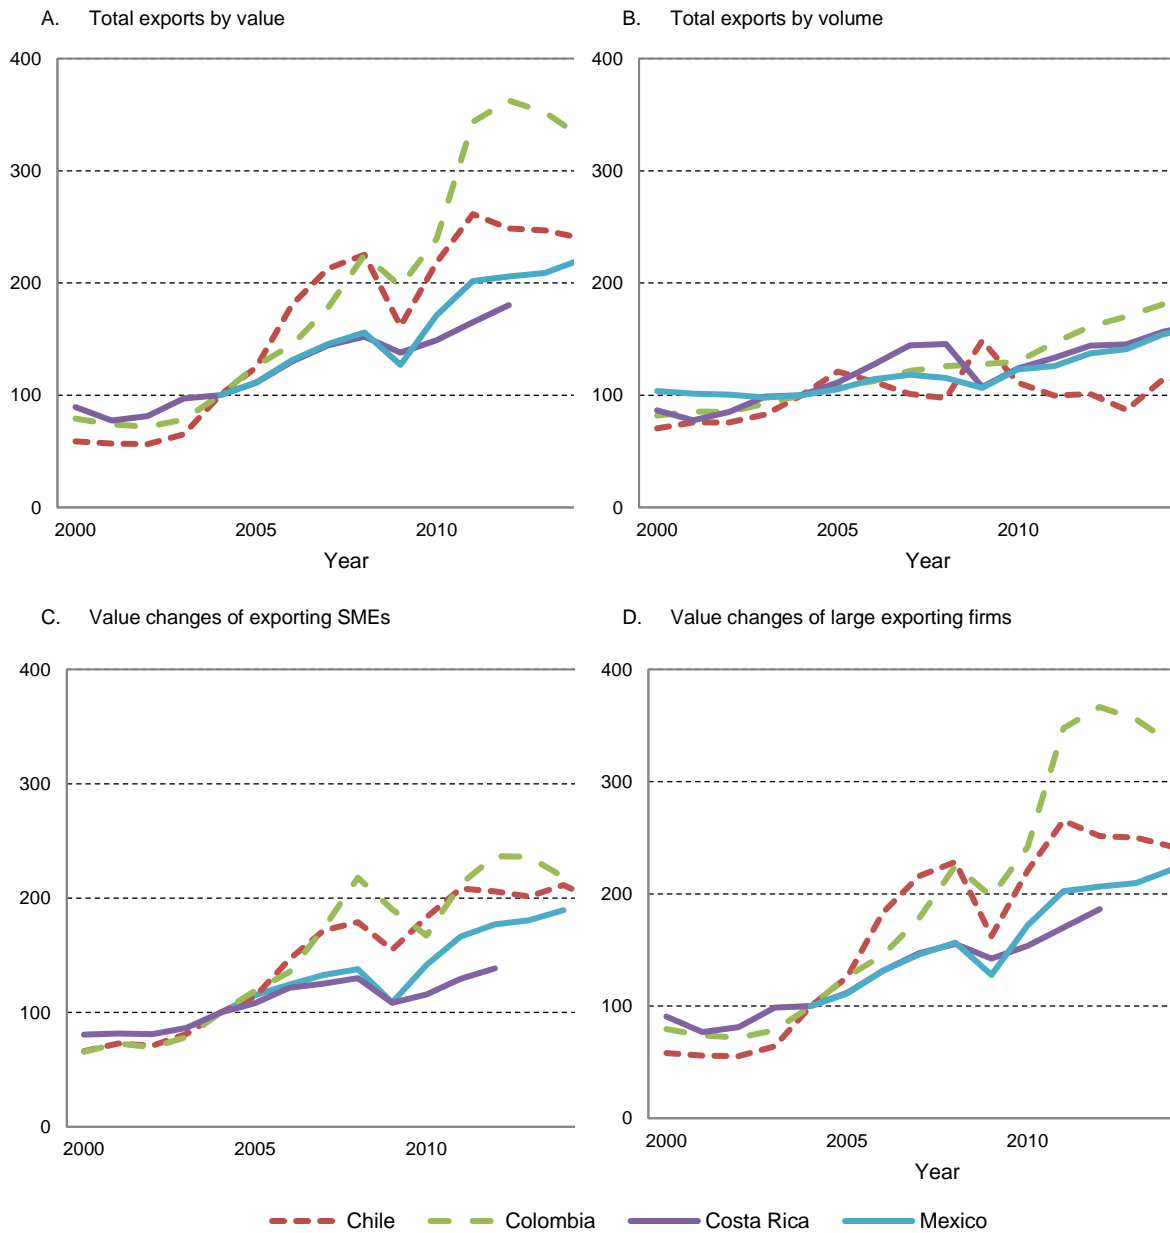 A. Total exports by value
B. Total exports by volume
400
300
200
100
0
2000 2005 2010
Year
400
300
200
100
0
2000 2005 2010
Year
C. Value changes of exporting SMEs
D. Value changes of large exporting firms
400
300
200
100
0
2000 2005 2010
400
300
200
100
0
2000 2005 2010
Year
Chile Colombia Costa Rica Mexico